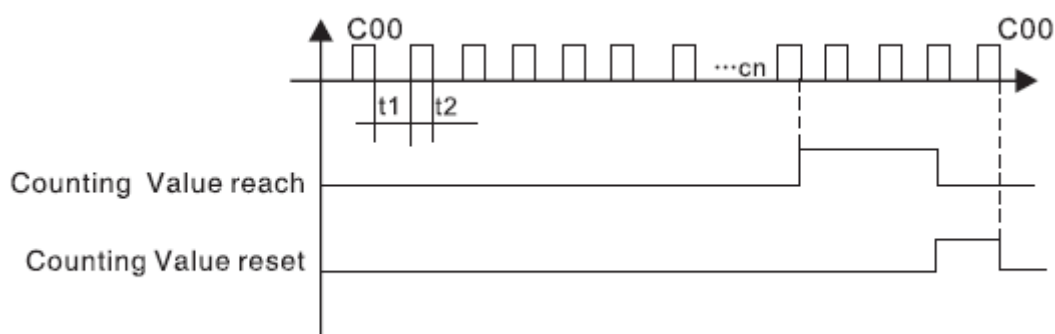 C00 C00
···cn
t1 t2
Counting Value reach
Counting Value reset